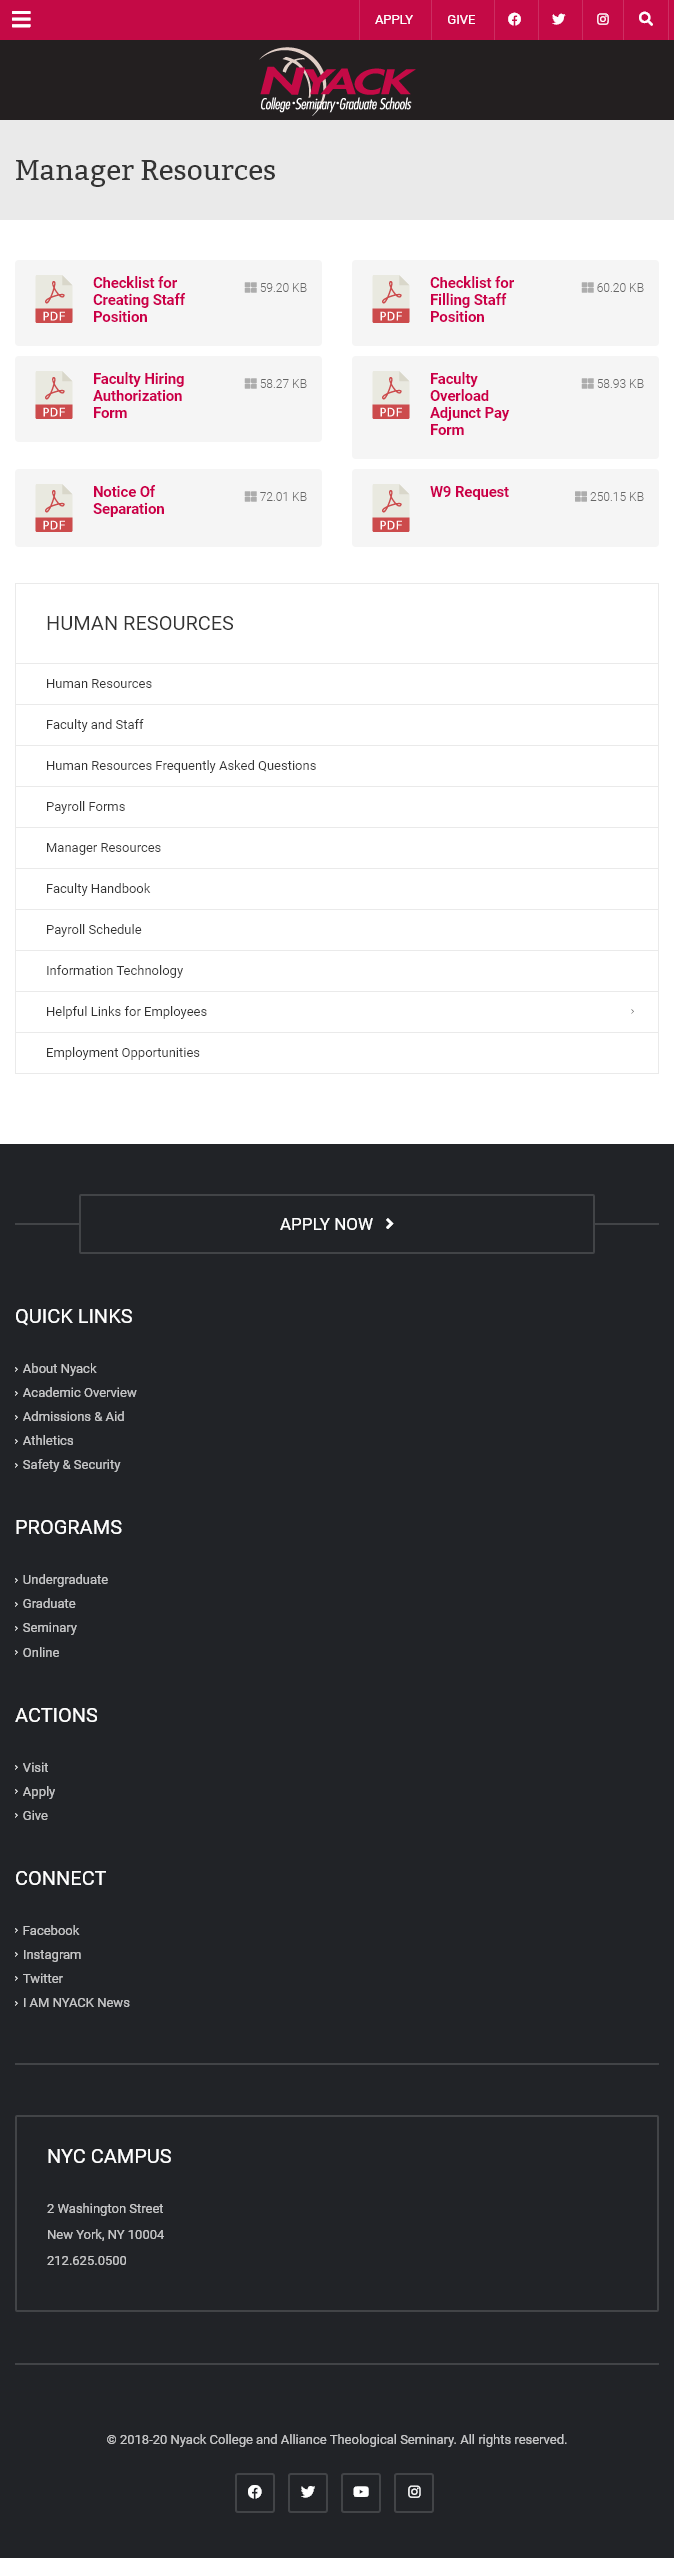 APPLY GIVE
NYACK
College • Seminary • Graduate Schools
Manager Resources
Checklist for
Creating Staff
Position
59.20 KB
PDF
Checklist for
Filling Staff
Position
60.20 KB
PDF
Faculty Hiring
Authorization
Form
58.27 KB
PDF
Faculty
Overload
Adjunct Pay
Form
58.93 KB
PDF
Notice Of
Separation
72.01 KB
PDF
W9 Request
250.15 KB
PDF
HUMAN RESOURCES
Human Resources
Faculty and Staff
Human Resources Frequently Asked Questions
Payroll Forms
Manager Resources
Faculty Handbook
Payroll Schedule
Information Technology
Helpful Links for Employees
Employment Opportunities
APPLY NOW
QUICK LINKS
About Nyack
Academic Overview
Admissions & Aid
Athletics
Safety & Security
PROGRAMS
Undergraduate
Graduate
Seminary
Online
ACTIONS
Visit
Apply
Give
CONNECT
Facebook
Instagram
Twitter
I AM NYACK News
NYC CAMPUS
2 Washington Street
New York, NY 10004
212.625.0500
© 2018-20 Nyack College and Alliance Theological Seminary. All rights reserved.